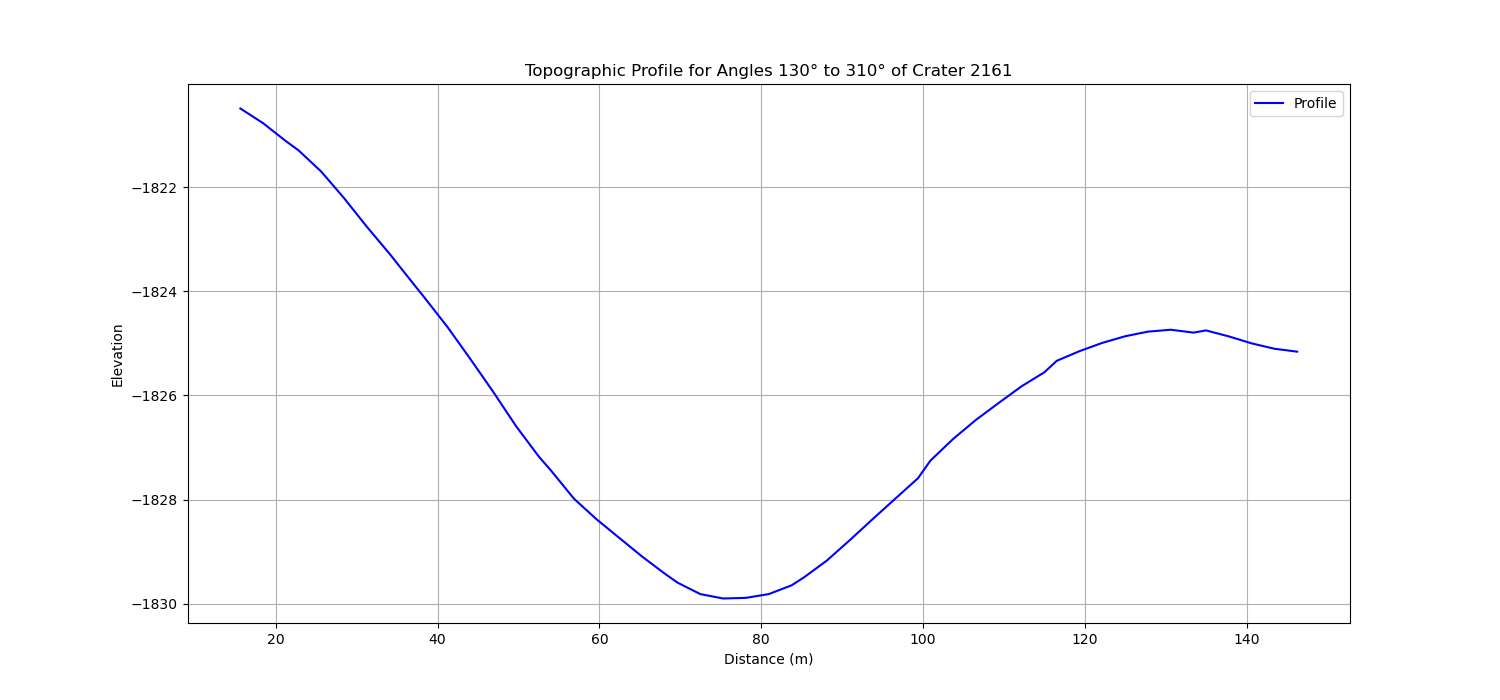 Topographic Profile for Angles 130° to 310° of Crater 2161
Profile
Elevation
−1822
−1824
−1826
−1828
−1830
20 40 60 80 100 120 140
Distance (m)